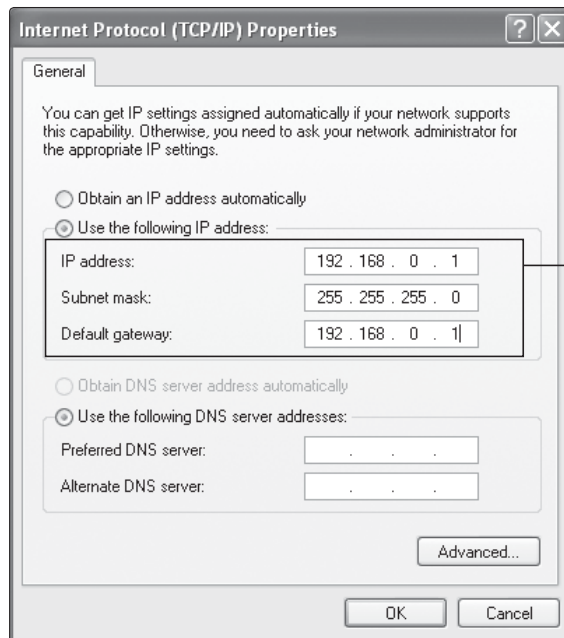 Internet Protocol (TCP/IP) Properties
General
You can get IP settings assigned automatically if your network supports
this capability. Otherwise, you need to ask your network administrator for
the appropriate IP settings.
Obtain an IP address automatically
Use the following IP address:
IP address: 192 . 168 . 0 . 1
Subnet mask: 255 . 255 . 255 . 0
Default gateway: 192 . 168 . 0 . 1
Obtain DNS server address automatically
Use the following DNS server addresses:
Preferred DNS server: . . .
Alternate DNS server: . . .
Advanced...
OK Cancel